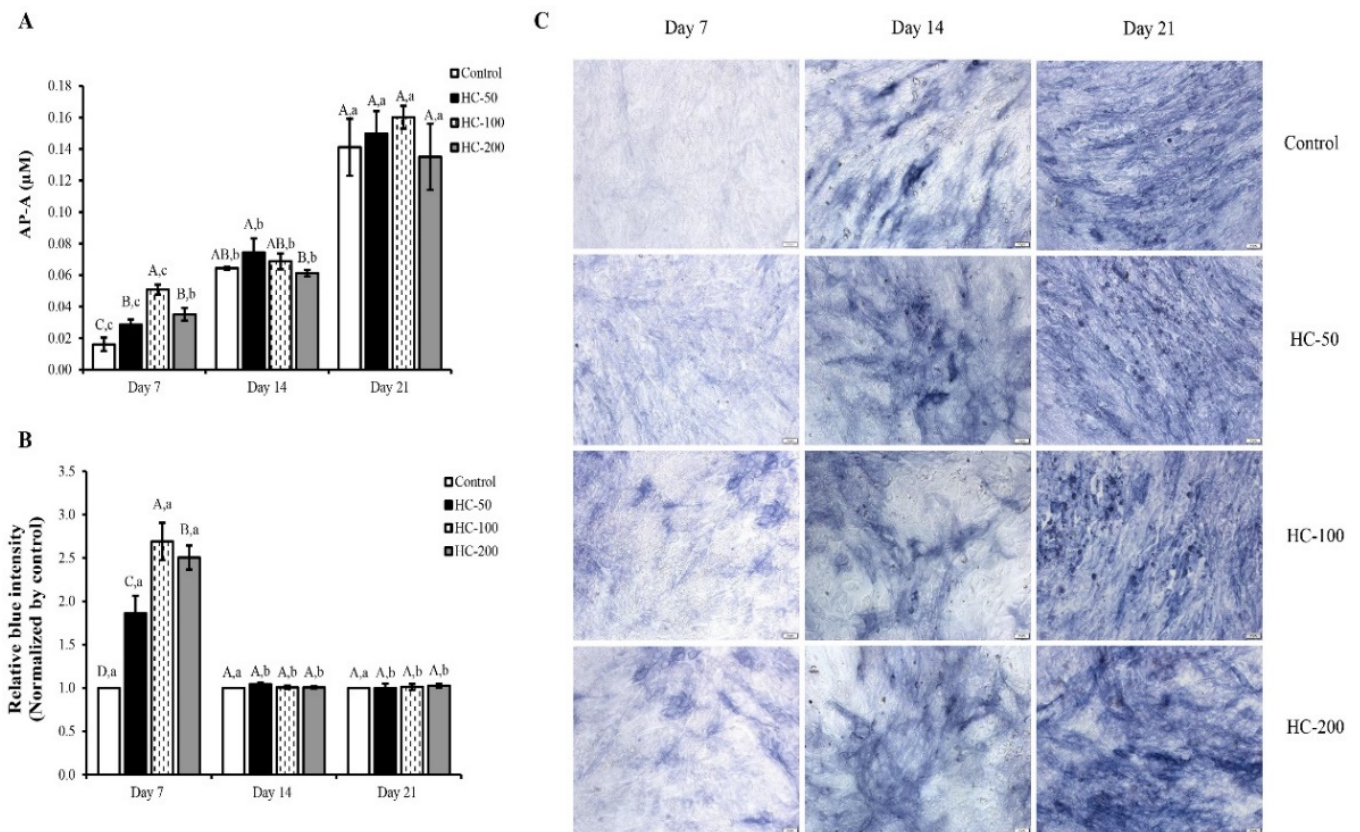 A
AP-A (µM)
0.18
0.16
0.14
0.12
0.10
0.08
0.06
0.04
0.02
0.00
Control
HC-50
HC-100
HC-200
C,c
B,c
A,c
B,b
AB,b
A,b
AB,b
B,b
A,a
A,a
A,a
A,a
Day 7
Day 14
Day 21
B
Relative blue intensity
(Normalized by control)
3.5
3.0
2.5
2.0
1.5
1.0
0.5
0.0
Control
HC-50
HC-100
HC-200
D,a
C,a
A,a
B,a
A,a
A,b
A,b
A,b
A,a
A,b
A,b
A,b
Day 7
Day 14
Day 21
C
Day 7
Day 14
Day 21
Control
HC-50
HC-100
HC-200